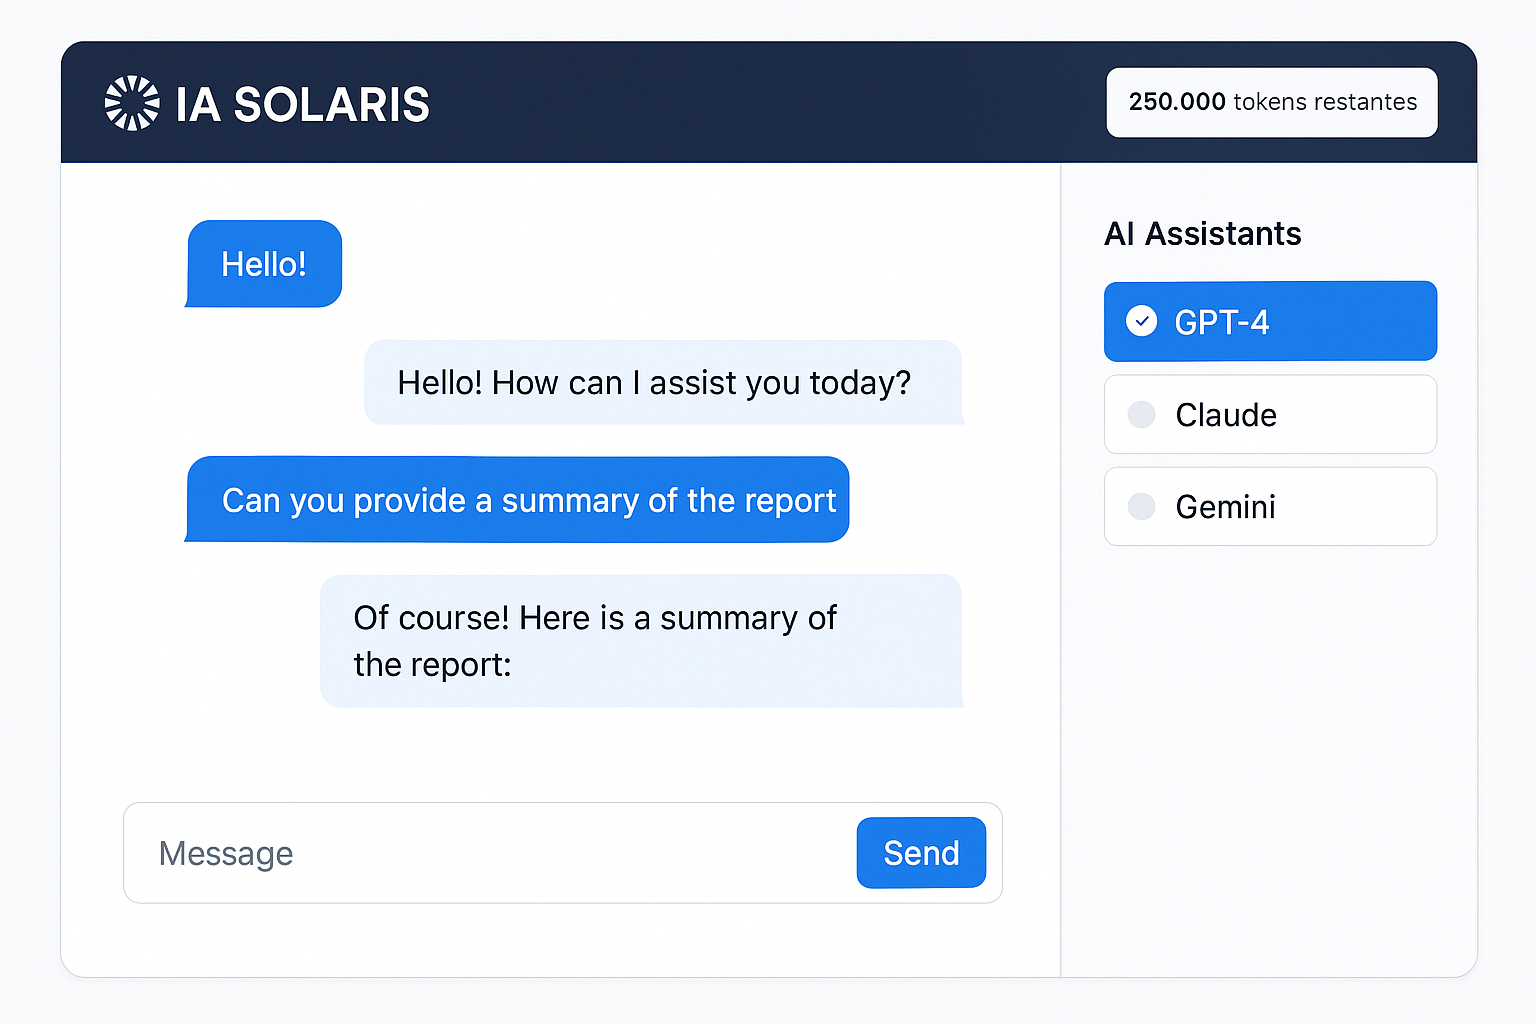 IA SOLARIS
250.000 tokens restantes
Hello!
Hello! How can I assist you today?
Can you provide a summary of the report
Of course! Here is a summary of
the report:
Message
Send
AI Assistants
GPT-4
Claude
Gemini